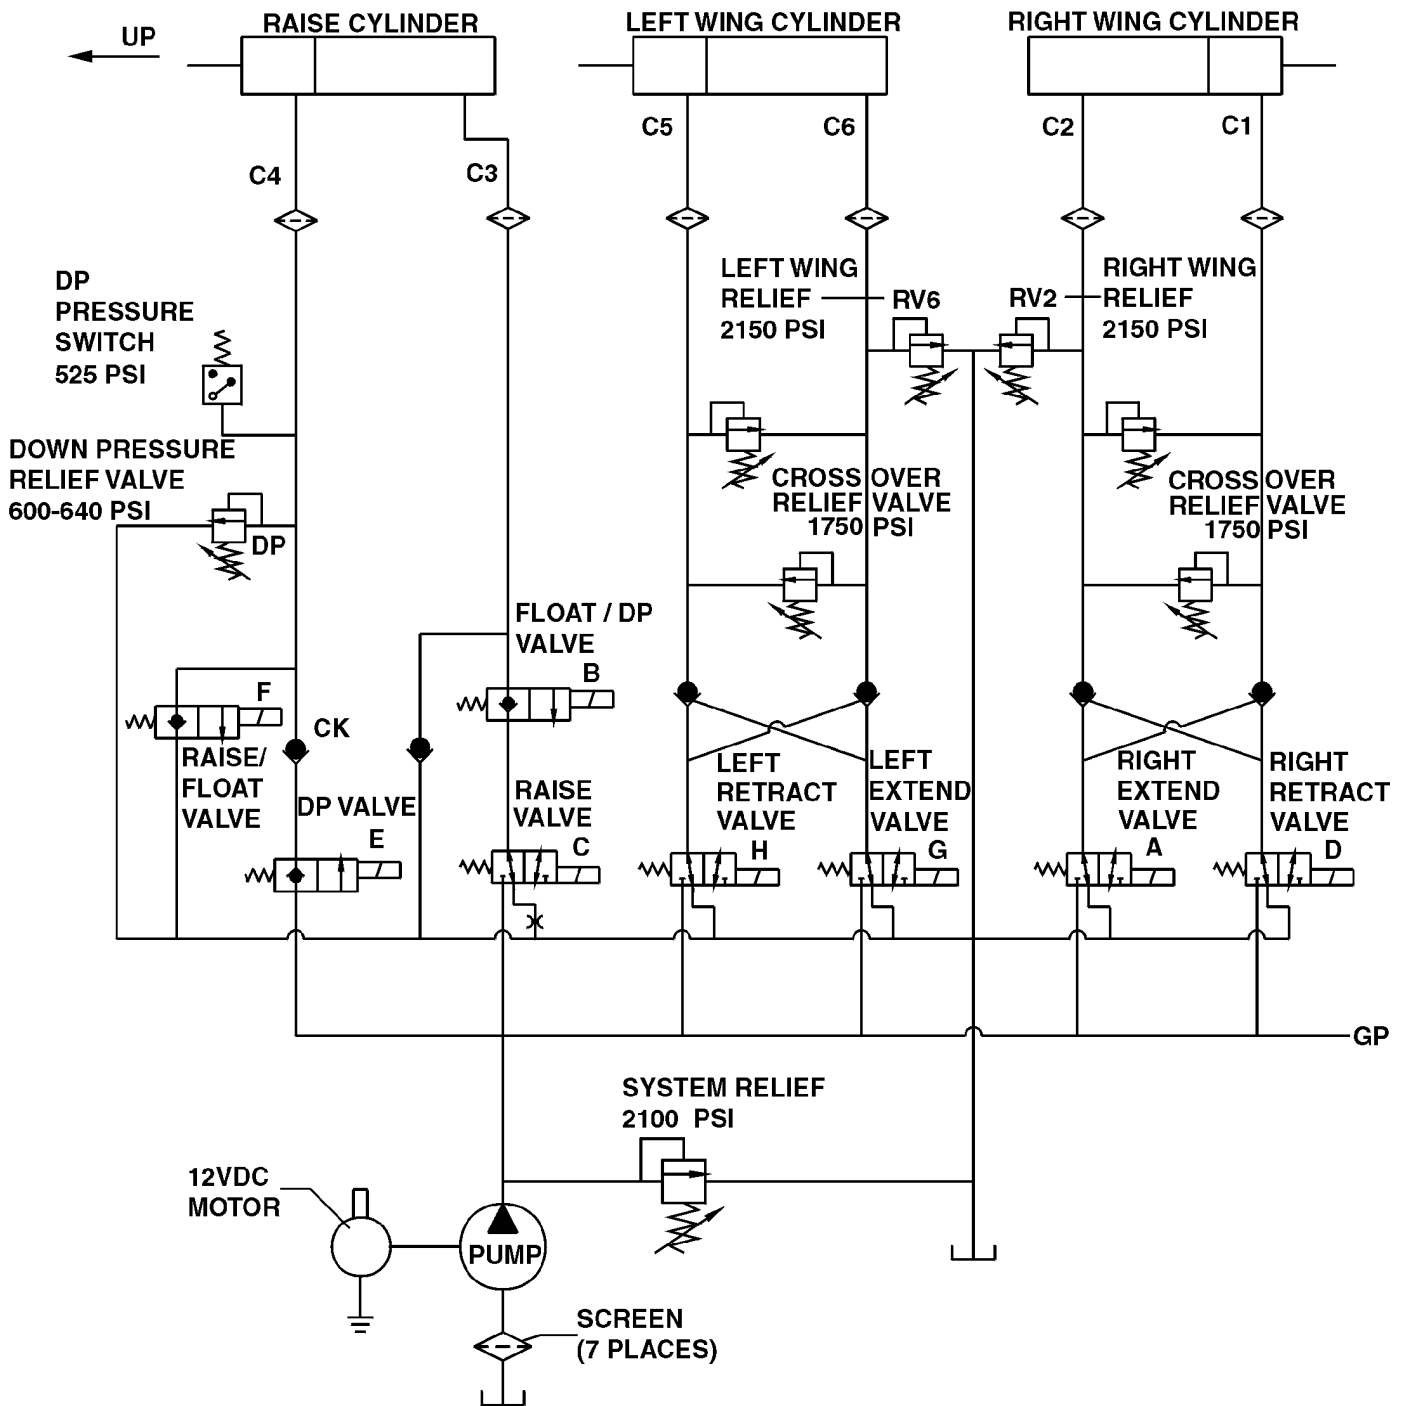 RAISE CYLINDER
LEFT WING CYLINDER
RIGHT WING CYLINDER
UP
C4
C3
C5
C6
C2
C1
DP
PRESSURE
SWITCH
525 PSI
LEFT WING
RELIEF
2150 PSI
RV6
RV2
RIGHT WING
RELIEF
2150 PSI
DOWN PRESSURE
RELIEF VALVE
600-640 PSI
DP
CROSS OVER
RELIEF VALVE
1750 PSI
CROSS OVER
RELIEF VALVE
1750 PSI
FLOAT / DP
VALVE
B
F
RAISE/
FLOAT
VALVE
CK
DP VALVE
E
RAISE
VALVE
C
LEFT
RETRACT
VALVE
H
LEFT
EXTEND
VALVE
G
RIGHT
EXTEND
VALVE
A
RIGHT
RETRACT
VALVE
D
GP
SYSTEM RELIEF
2100 PSI
12VDC
MOTOR
PUMP
SCREEN
(7 PLACES)